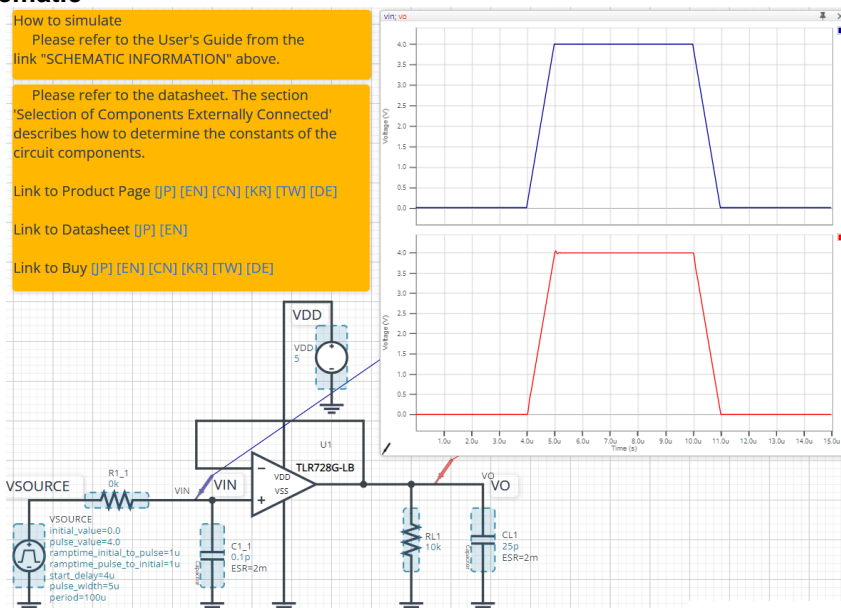 How to simulate
Please refer to the User's Guide from the
link "SCHEMATIC INFORMATION" above.
Please refer to the datasheet. The section
'Selection of Components Externally Connected'
describes how to determine the constants of the
circuit components.
Link to Product Page [JP] [EN] [CN] [KR] [TW] [DE]
Link to Datasheet [JP] [EN]
Link to Buy [JP] [EN] [CN] [KR] [TW] [DE]
vin; vo
Voltage (V)
4.0
3.5
3.0
2.5
2.0
1.5
1.0
0.5
0.0
Voltage (V)
4.0
3.5
3.0
2.5
2.0
1.5
1.0
0.5
0.0
1.0u 2.0u 3.0u 4.0u 5.0u 6.0u 7.0u 8.0u 9.0u 10.0u 11.0u 12.0u 13.0u 14.0u 15.0u
Time (s)
VDD
VDD
5
U1
TLR728G-LB
VDD
VSS
VSOURCE
R1_1
0k
VIN
VIN
VO
VO
VSOURCE
initial_value=0.0
pulse_value=4.0
ramptime_initial_to_pulse=1u
ramptime_pulse_to_initial=1u
start_delay=4u
pulse_width=5u
period=100u
C1_1
0.1p
ESR=2m
RL1
10k
CL1
25p
ESR=2m